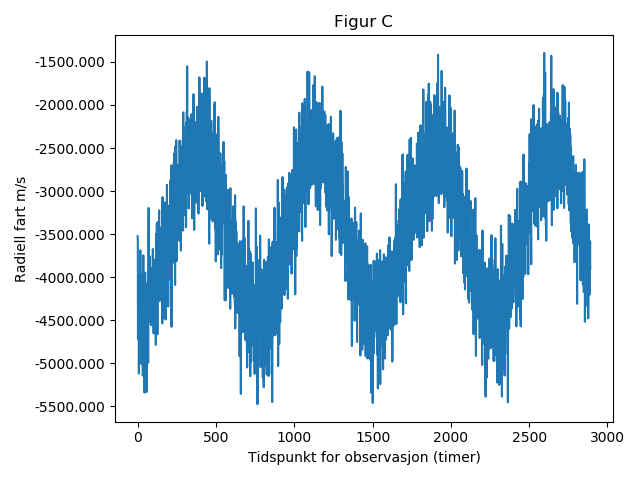 Figur C
Radiell fart m/s
-1500.000
-2000.000
-2500.000
-3000.000
-3500.000
-4000.000
-4500.000
-5000.000
-5500.000
0 500 1000 1500 2000 2500 3000
Tidspunkt for observasjon (timer)